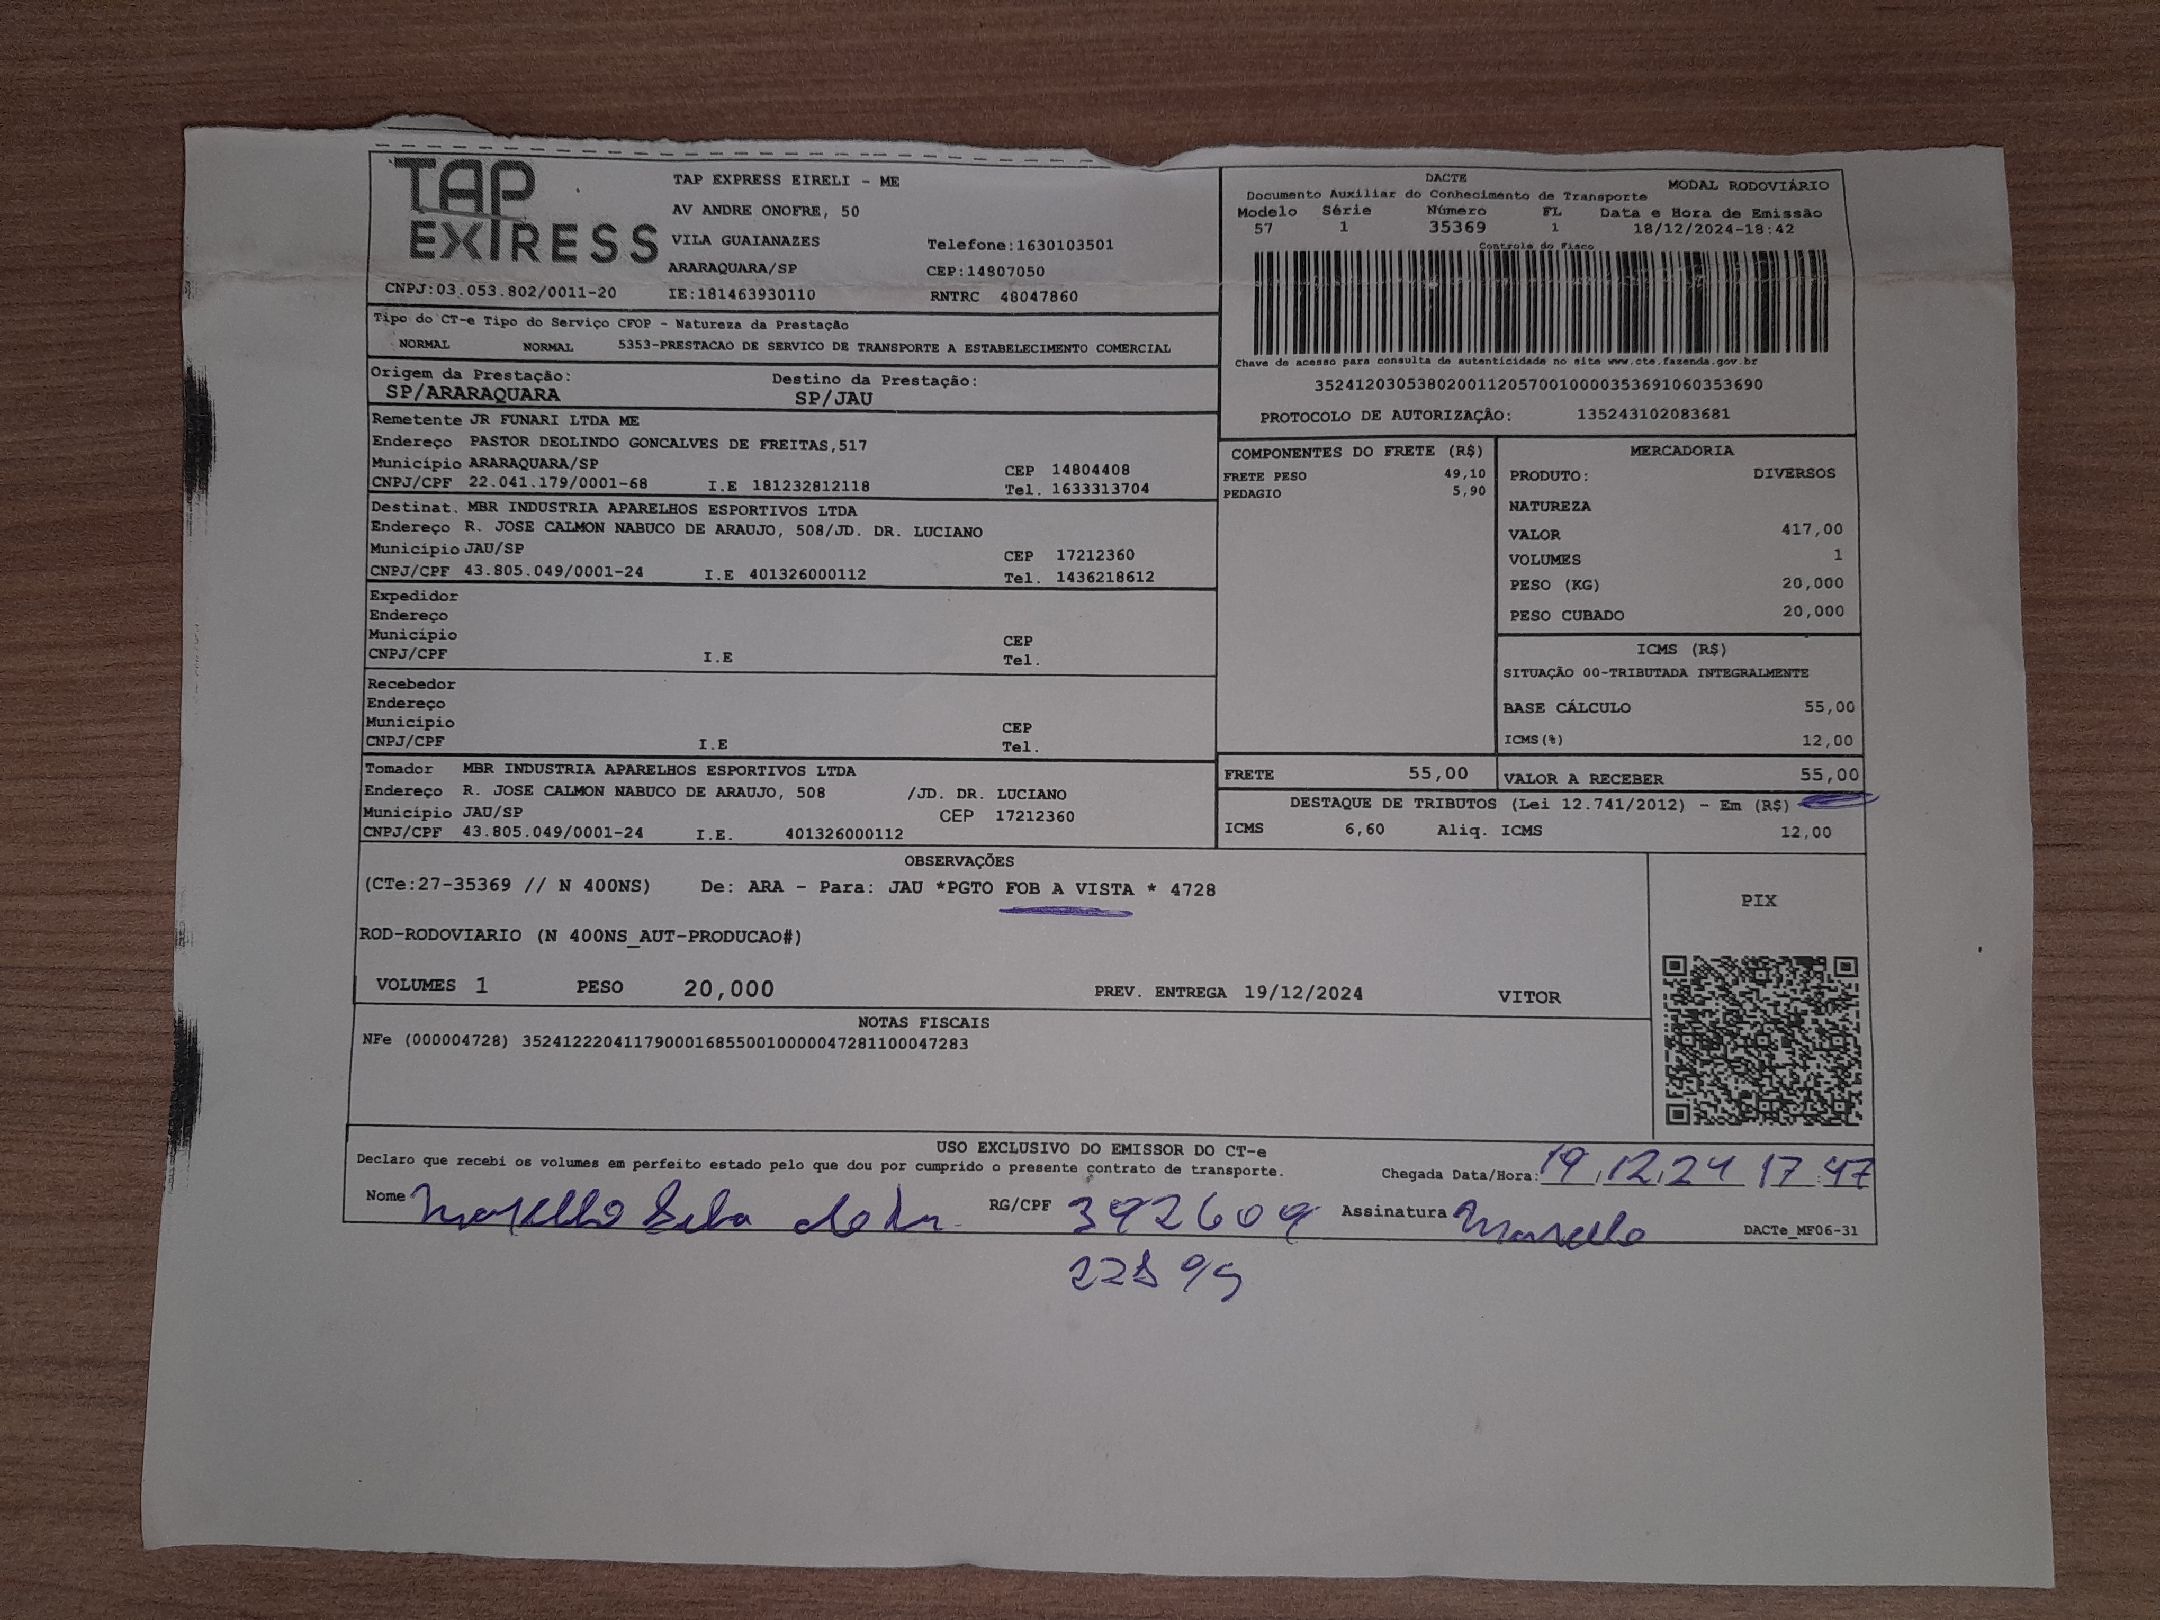 TAP EXPRESS
TAP EXPRESS EIRELI - ME
AV ANDRE ONOFRE, 50
VILA GUAIANAZES Telefone:1630103501
ARARAQUARA/SP CEP:14807050
CNPJ:03.053.802/0011-20 IE:181463930110 RNTRC 48047860
DACTE
Documento Auxiliar do Conhecimento de Transporte MODAL RODOVIÁRIO
Modelo Série Número FL Data e Hora de Emissão
57 1 35369 1 18/12/2024-18:42
Controle do Fisco
Chave de acesso para consulta de autenticidade no site www.cte.fazenda.gov.br
35241203053802001120570010000353691060353690
PROTOCOLO DE AUTORIZAÇÂO: 135243102083681
Tipo do CT-e Tipo do Serviço CFOP - Natureza da Prestação
NORMAL NORMAL 5353-PRESTACAO DE SERVICO DE TRANSPORTE A ESTABELECIMENTO COMERCIAL
Origem da Prestação: Destino da Prestação:
SP/ARARAQUARA SP/JAU
Remetente JR FUNARI LTDA ME
Endereço PASTOR DEOLINDO GONCALVES DE FREITAS,517
Município ARARAQUARA/SP CEP 14804408
CNPJ/CPF 22.041.179/0001-68 I.E 181232812118 Tel. 1633313704
Destinat. MBR INDUSTRIA APARELHOS ESPORTIVOS LTDA
Endereço R. JOSE CALMON NABUCO DE ARAUJO, 508/JD. DR. LUCIANO
Município JAU/SP CEP 17212360
CNPJ/CPF 43.805.049/0001-24 I.E 401326000112 Tel. 1436218612
Expedidor
Endereço
Município CEP
CNPJ/CPF I.E Tel.
Recebedor
Endereço
Município CEP
CNPJ/CPF I.E Tel.
Tomador MBR INDUSTRIA APARELHOS ESPORTIVOS LTDA
Endereço R. JOSE CALMON NABUCO DE ARAUJO, 508 /JD. DR. LUCIANO
Município JAU/SP CEP 17212360
CNPJ/CPF 43.805.049/0001-24 I.E. 401326000112
COMPONENTES DO FRETE (R$)
FRETE PESO 49,10
PEDAGIO 5,90
MERCADORIA
PRODUTO: DIVERSOS
NATUREZA
VALOR 417,00
VOLUMES 1
PESO (KG) 20,000
PESO CUBADO 20,000
ICMS (R$)
SITUAÇÃO 00-TRIBUTADA INTEGRALMENTE
BASE CÁLCULO 55,00
ICMS(%) 12,00
FRETE 55,00 VALOR A RECEBER 55,00
DESTAQUE DE TRIBUTOS (Lei 12.741/2012) - Em (R$)
ICMS 6,60 Aliq. ICMS 12,00
OBSERVAÇÕES
(CTe:27-35369 // N 400NS) De: ARA - Para: JAU *PGTO FOB A VISTA * 4728
ROD-RODOVIARIO (N 400NS_AUT-PRODUCAO#)
VOLUMES 1 PESO 20,000 PREV. ENTREGA 19/12/2024 VITOR
PIX
NOTAS FISCAIS
NFe (000004728) 35241222041179000168550010000047281100047283
USO EXCLUSIVO DO EMISSOR DO CT-e
Declaro que recebi os volumes em perfeito estado pelo que dou por cumprido o presente contrato de transporte.
Chegada Data/Hora: 19,12,24 17:47
Nome RG/CPF 392609 Assinatura Marcello
DACTe_MF06-31